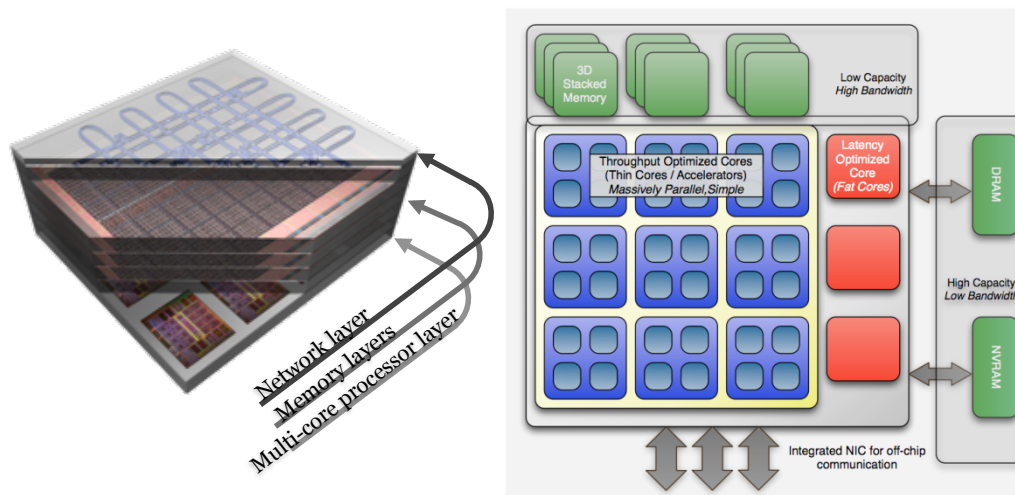 Network layer
Memory layers
Multi-core processor layer
3D
Stacked
Memory
Low Capacity
High Bandwidth
Throughput Optimized Cores
(Thin Cores / Accelerators)
Massively Parallel,Simple
Latency
Optimized
Core
(Fat Cores)
DRAM
High Capacity
Low Bandwidth
NVRAM
Integrated NIC for off-chip
communication